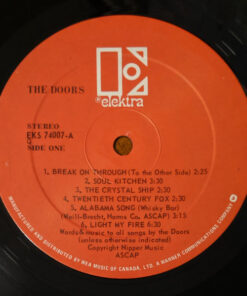 THE DOORS
elektra
STEREO
EKS 74007-A
SIDE ONE
1. BREAK ON THROUGH (To the Other Side) 2:25
2. SOUL KITCHEN 3:30
3. THE CRYSTAL SHIP 2:30
4. TWENTIETH CENTURY FOX 2:30
5. ALABAMA SONG (Whisky Bar)
(Weill-Brecht, Home Co. ASCAP) 3:15
6. LIGHT MY FIRE 6:30
Words & music to all songs by the Doors
(unless otherwise indicated)
Copyright Nipper Music
ASCAP
MANUFACTURED AND DISTRIBUTED BY WEA MUSIC OF CANADA, LTD. A WARNER COMMUNICATIONS COMPANY